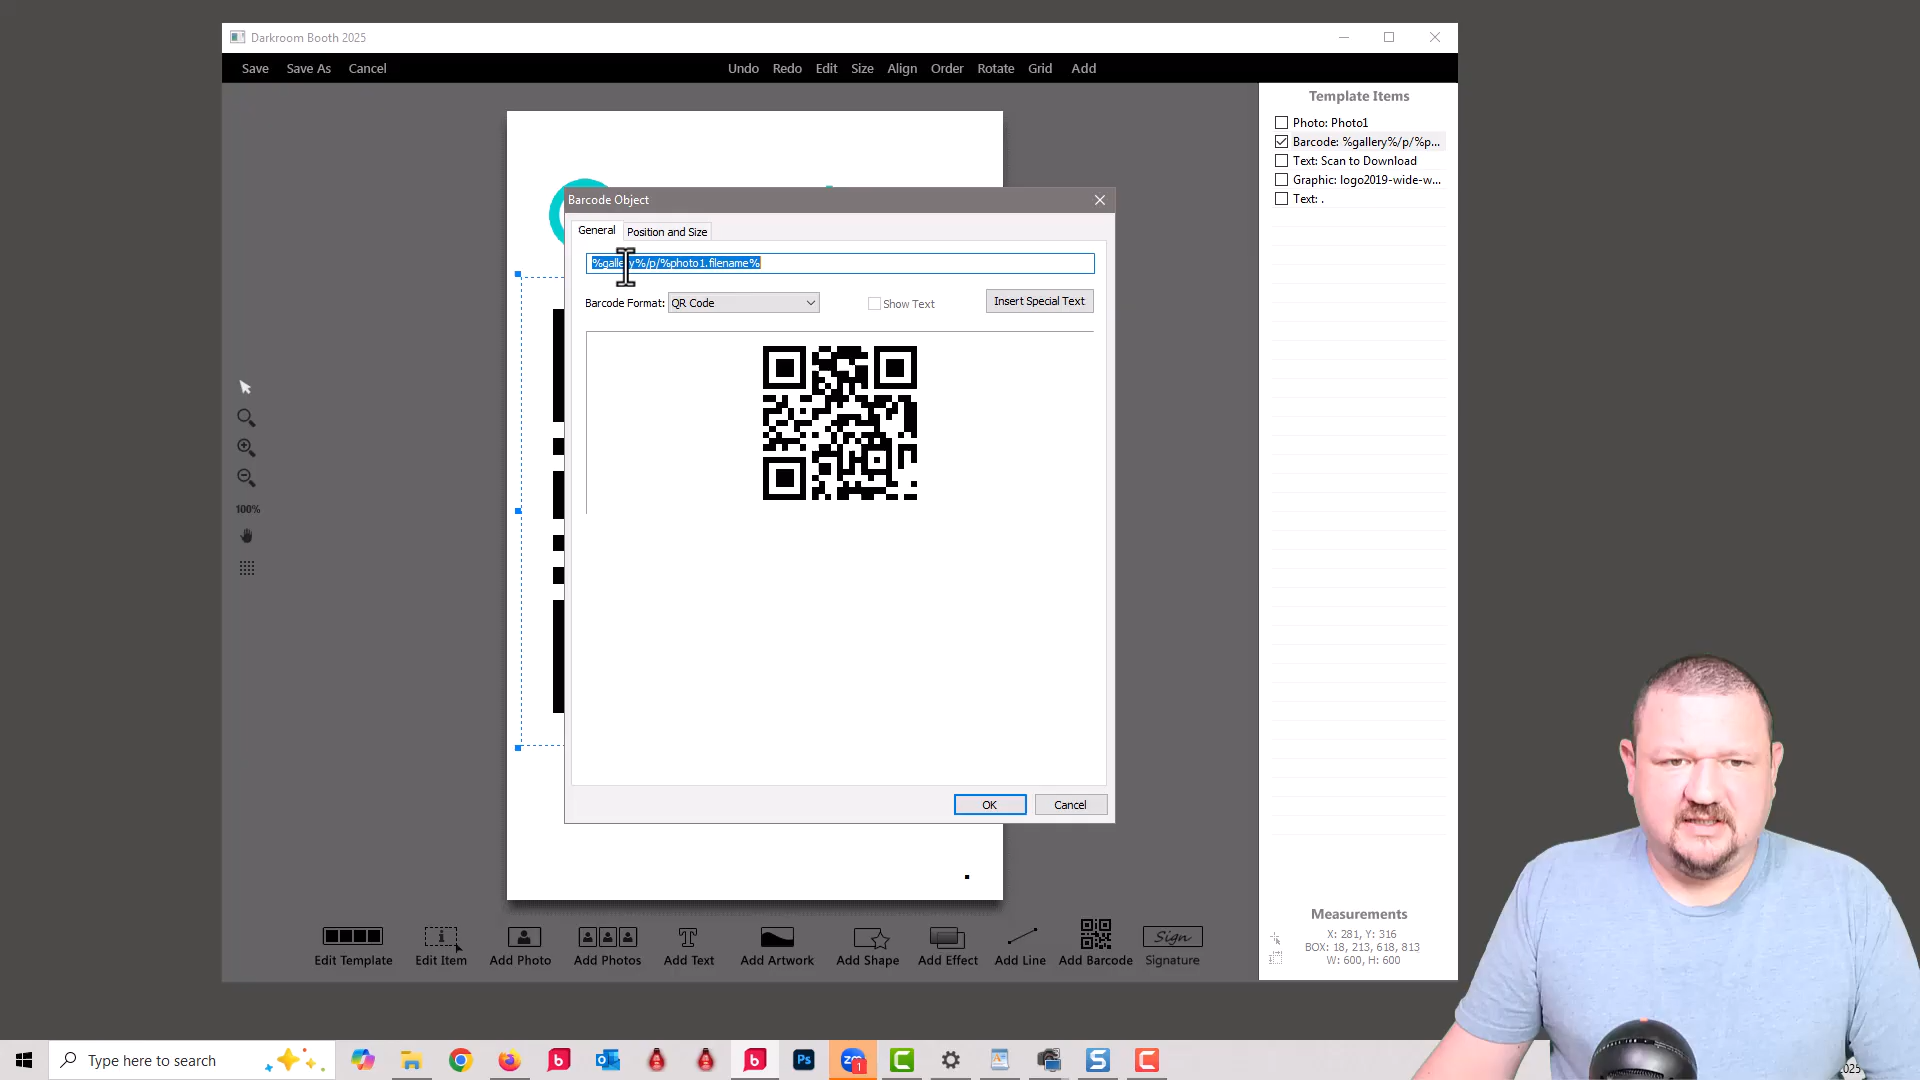 Darkroom Booth 2025
Save Save As Cancel Undo Redo Edit Size Align Order Rotate Grid Add
Template Items
Photo: Photo1
Barcode: %gallery%/p/%p...
Text: Scan to Download
Graphic: logo2019-wide-w...
Text: .
Barcode Object
General Position and Size
%gallery%/p/%photo1.filename%
Barcode Format: QR Code Show Text Insert Special Text
100%
OK Cancel
Measurements
X: 281, Y: 316
BOX: 18, 213, 618, 813
W: 600, H: 600
Sign
Edit Template Edit Item Add Photo Add Photos Add Text Add Artwork Add Shape Add Effect Add Line Add Barcode Signature
Type here to search
b
b
Ps
zm
1
C
S
C
2025